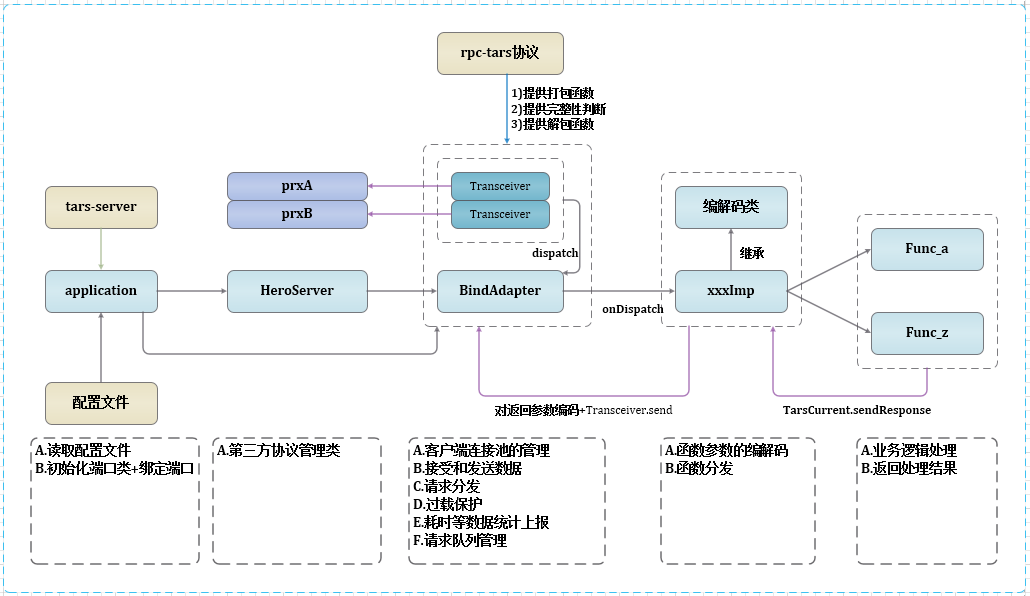 rpc-tars协议
1)提供打包函数
2)提供完整性判断
3)提供解包函数
prxA
prxB
Transceiver
Transceiver
dispatch
tars-server
编解码类
继承
application
HeroServer
BindAdapter
onDispatch
xxxImp
Func_a
Func_z
配置文件
对返回参数编码+Transceiver.send
TarsCurrent.sendResponse
A.读取配置文件
B.初始化端口类+绑定端口
A.第三方协议管理类
A.客户端连接池的管理
B.接受和发送数据
C.请求分发
D.过载保护
E.耗时等数据统计上报
F.请求队列管理
A.函数参数的编解码
B.函数分发
A.业务逻辑处理
B.返回处理结果